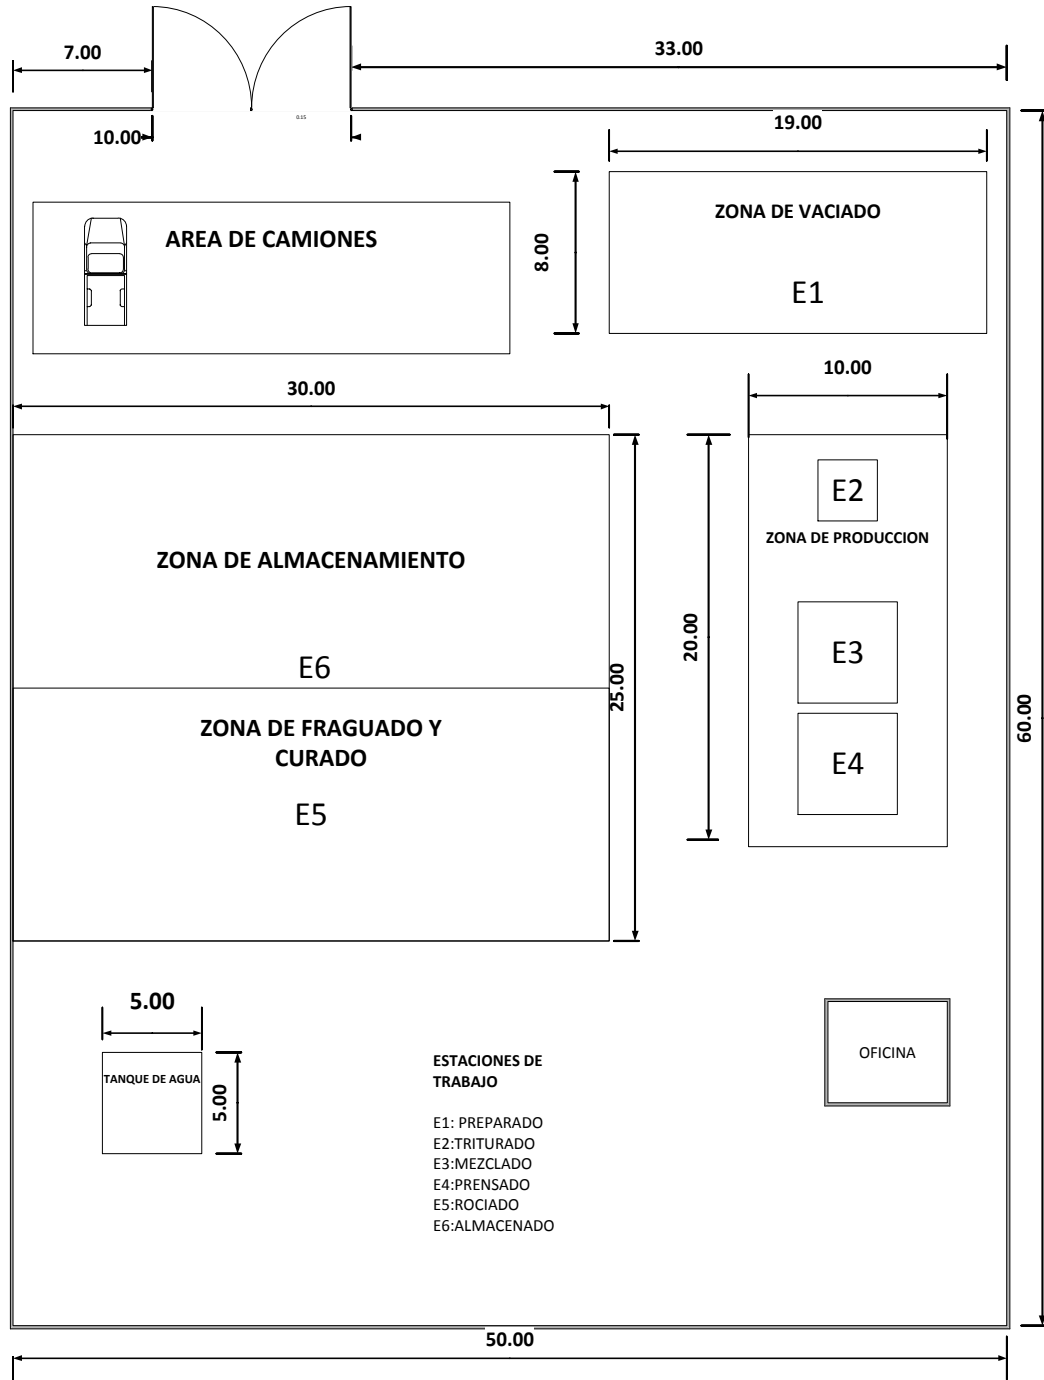 7.00
33.00
10.00
0.15
19.00
ZONA DE VACIADO
AREA DE CAMIONES
8.00
E1
10.00
30.00
E2
ZONA DE PRODUCCION
ZONA DE ALMACENAMIENTO
20.00
E3
E6
25.00
60.00
ZONA DE FRAGUADO Y
CURADO
E4
E5
5.00
TANQUE DE AGUA
5.00
OFICINA
ESTACIONES DE
TRABAJO
E1: PREPARADO
E2:TRITURADO
E3:MEZCLADO
E4:PRENSADO
E5:ROCIADO
E6:ALMACENADO
50.00